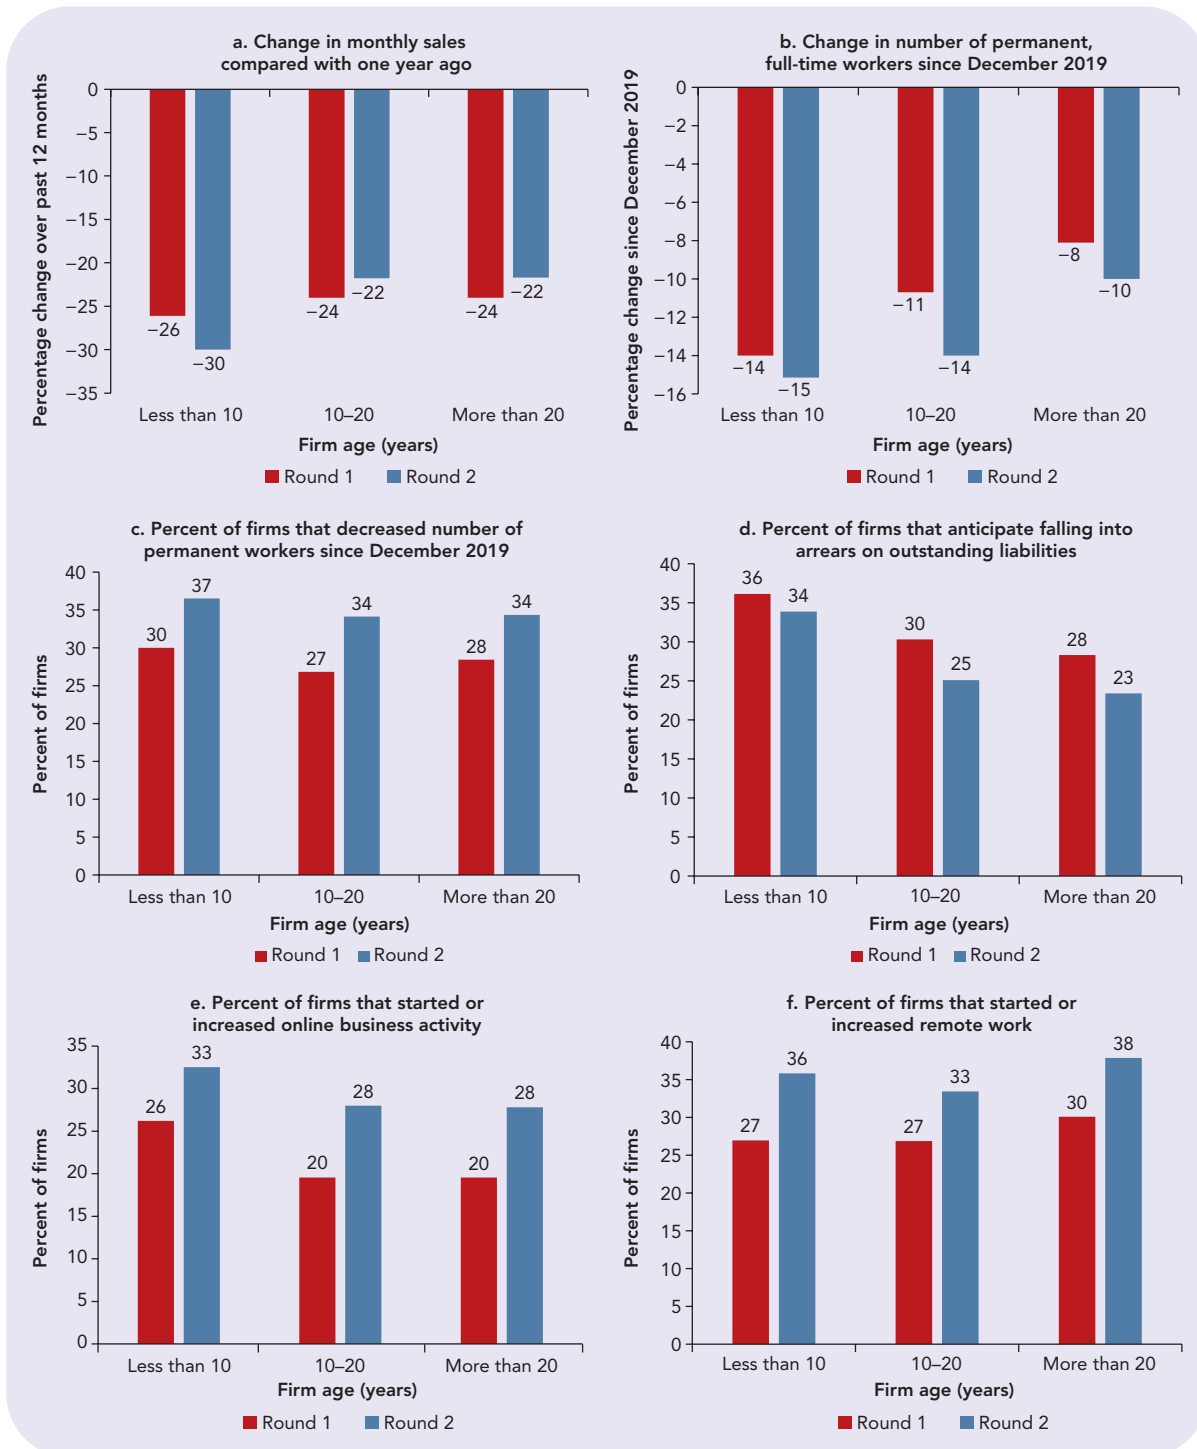 a. Change in monthly sales
compared with one year ago
Percentage change over past 12 months
0
−5
−10
−15
−20
−25
−30
−35
−26
−30
−24
−22
−24
−22
Less than 10
10–20
More than 20
Firm age (years)
Round 1
Round 2
b. Change in number of permanent,
full-time workers since December 2019
Percentage change since December 2019
0
−2
−4
−6
−8
−10
−12
−14
−16
−14
−15
−11
−14
−8
−10
Less than 10
10–20
More than 20
Firm age (years)
Round 1
Round 2
c. Percent of firms that decreased number of
permanent workers since December 2019
Percent of firms
40
35
30
25
20
15
10
5
0
30
37
27
34
28
34
Less than 10
10–20
More than 20
Firm age (years)
Round 1
Round 2
d. Percent of firms that anticipate falling into
arrears on outstanding liabilities
Percent of firms
40
35
30
25
20
15
10
5
0
36
34
30
25
28
23
Less than 10
10–20
More than 20
Firm age (years)
Round 1
Round 2
e. Percent of firms that started or
increased online business activity
Percent of firms
35
30
25
20
15
10
5
0
26
33
20
28
20
28
Less than 10
10–20
More than 20
Firm age (years)
Round 1
Round 2
f. Percent of firms that started or
increased remote work
Percent of firms
40
35
30
25
20
15
10
5
0
27
36
27
33
30
38
Less than 10
10–20
More than 20
Firm age (years)
Round 1
Round 2